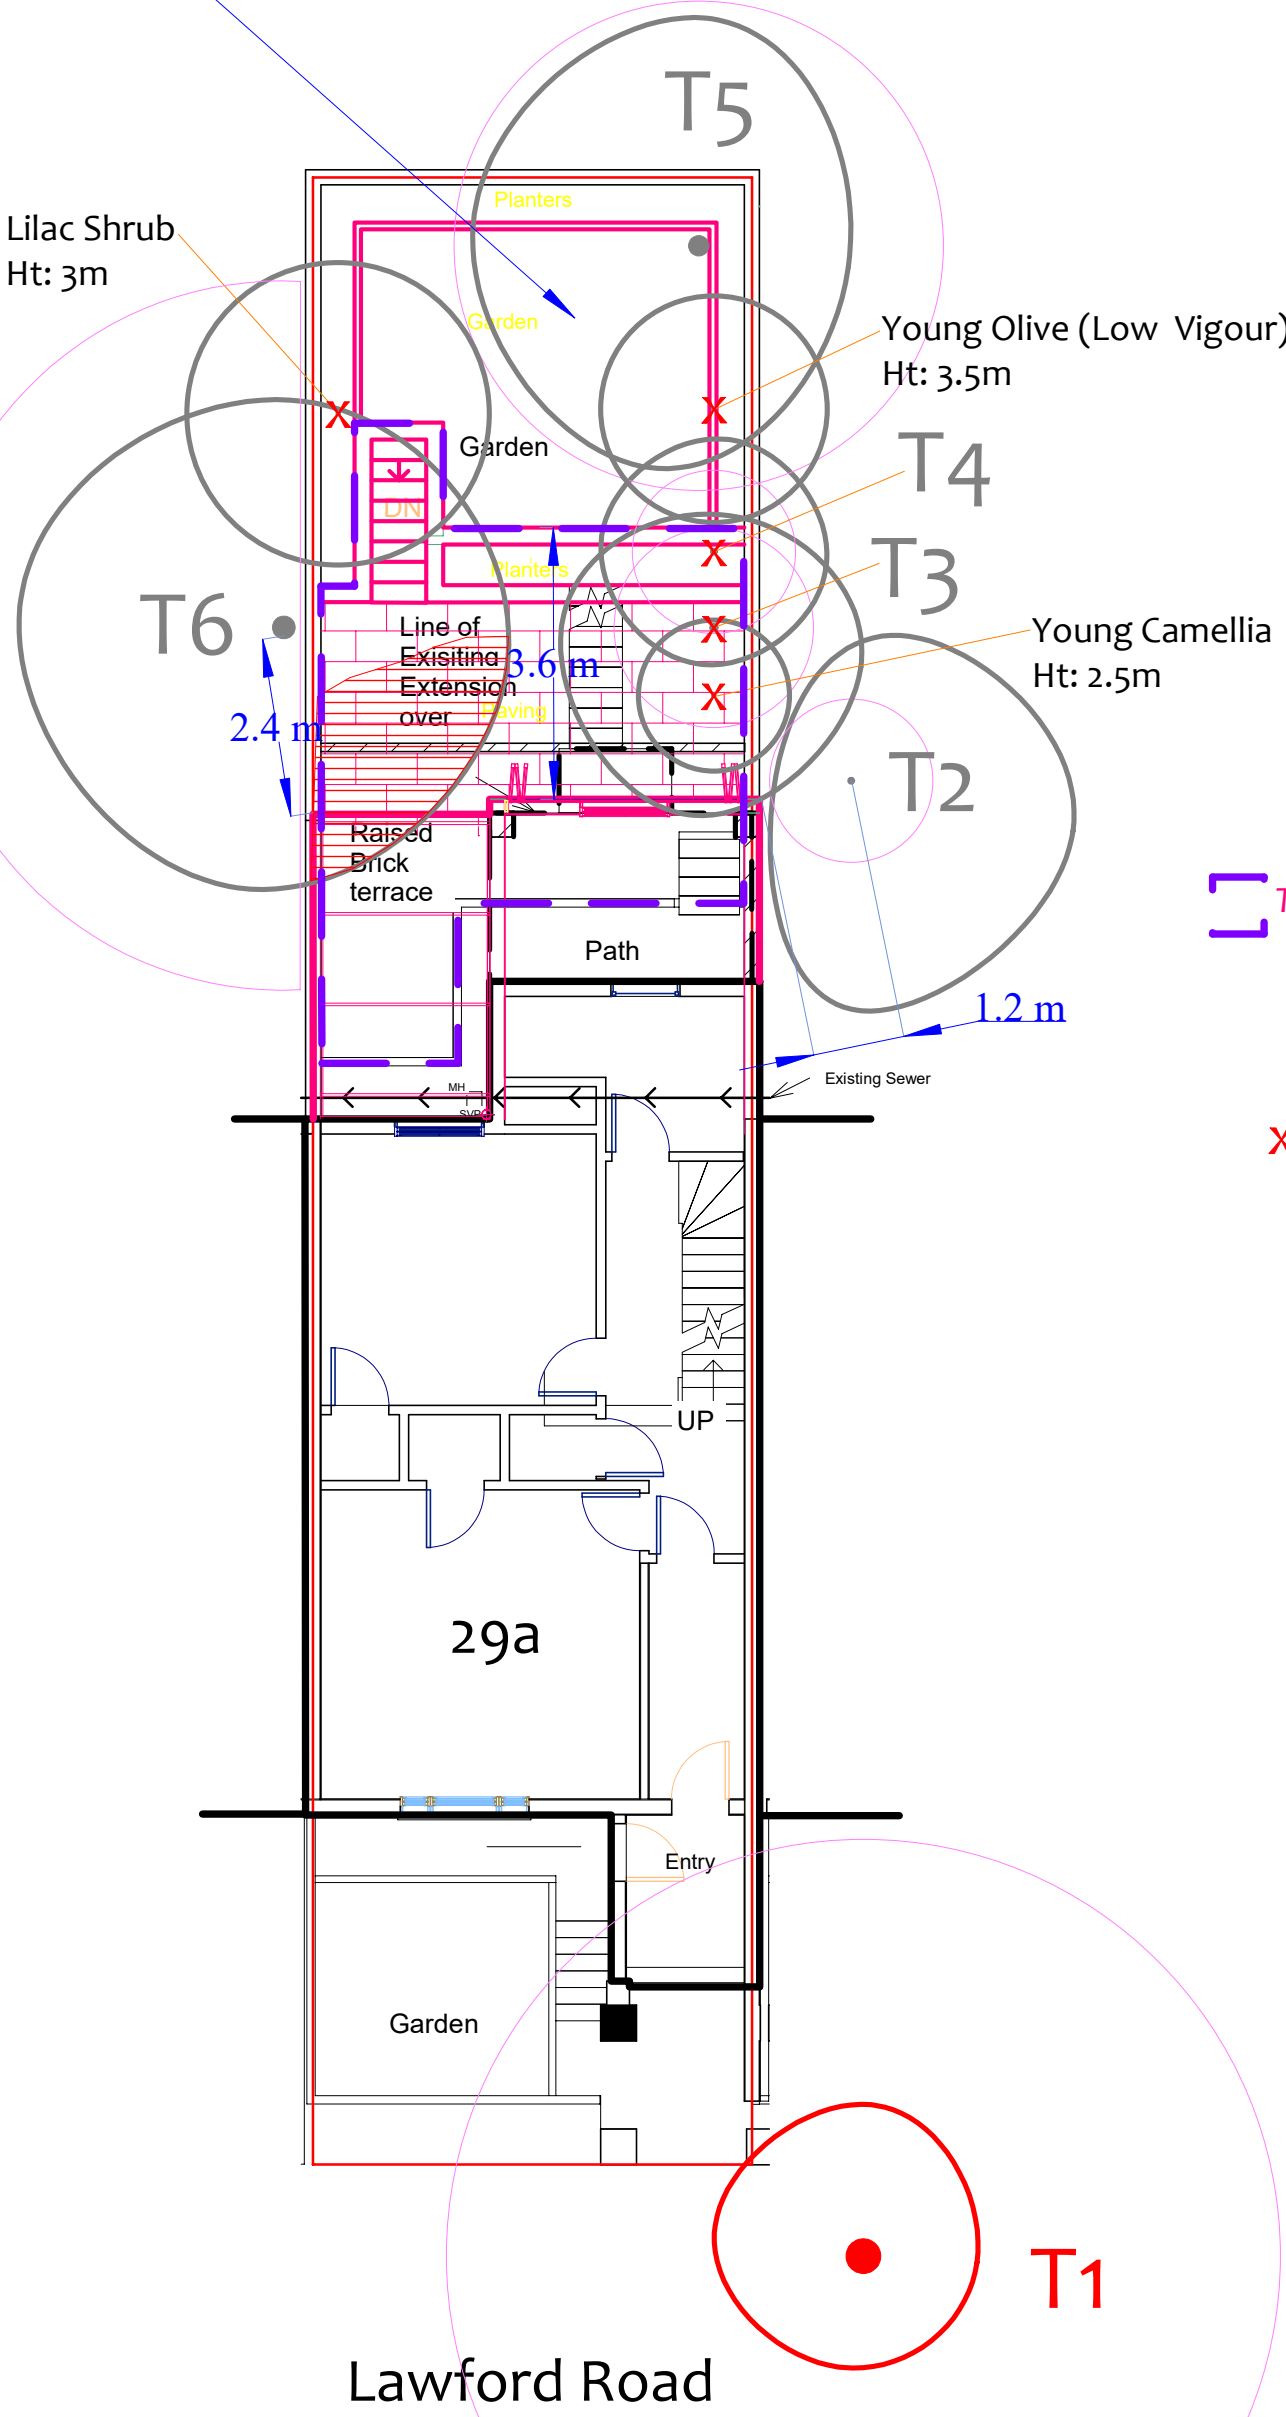 T5
Planters
Lilac Shrub
Ht: 3m
Garden
Young Olive (Low Vigour)
Ht: 3.5m
X
X
Garden
T4
DN
X
Planters
T3
T6
Line of
Exisiting
Extension
over
3.6 m
X
Young Camellia
Ht: 2.5m
X
Paving
2.4 m
T2
Raised
Brick
terrace
T
Path
1.2 m
Existing Sewer
MH
SVP
X
UP
29a
Entry
Garden
T1
Lawford Road